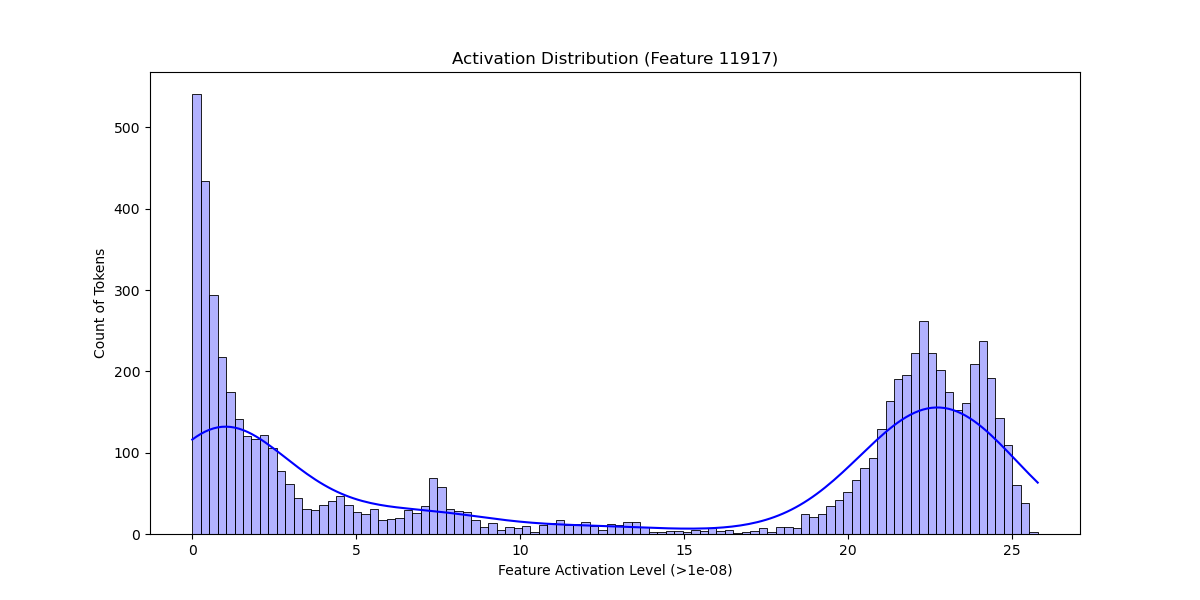 Activation Distribution (Feature 11917)
500
400
300
200
100
0
Count of Tokens
0 5 10 15 20 25
Feature Activation Level (>1e-08)